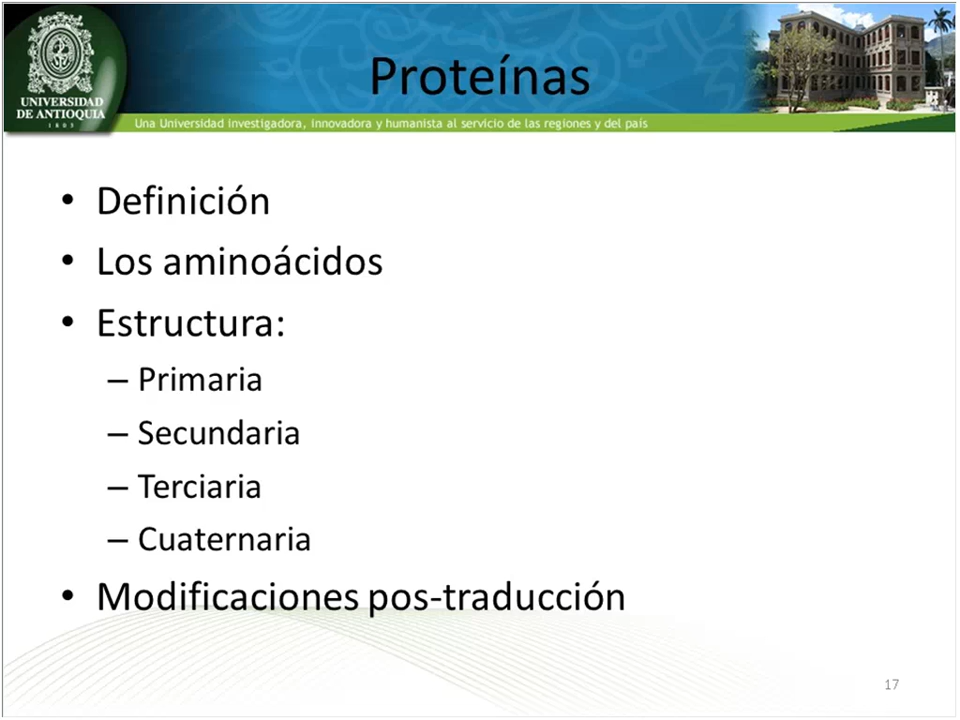 UNIVERSIDAD
DE ANTIOQUIA
1803
Proteínas
Una Universidad investigadora, innovadora y humanista al servicio de las regiones y del país
• Definición
• Los aminoácidos
• Estructura:
– Primaria
– Secundaria
– Terciaria
– Cuaternaria
• Modificaciones pos-traducción
17